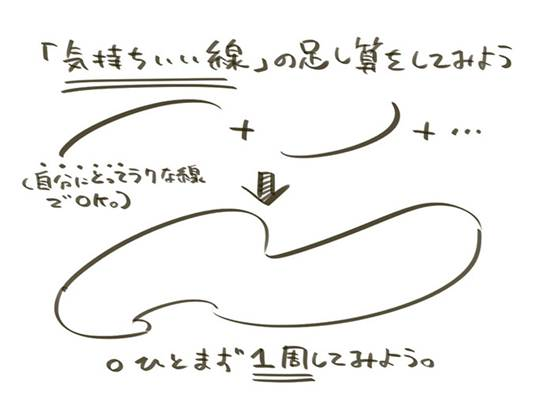 「気持ちいい線」の足し算をしてみよう
+
+ …
(自分にとってラクな線
でOK。)
○ひとまず1周してみよう。